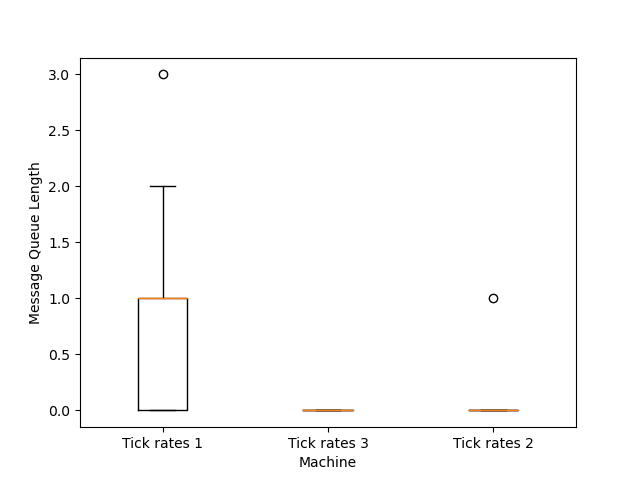 Message Queue Length
3.0
2.5
2.0
1.5
1.0
0.5
0.0
Tick rates 1
Tick rates 3
Tick rates 2
Machine